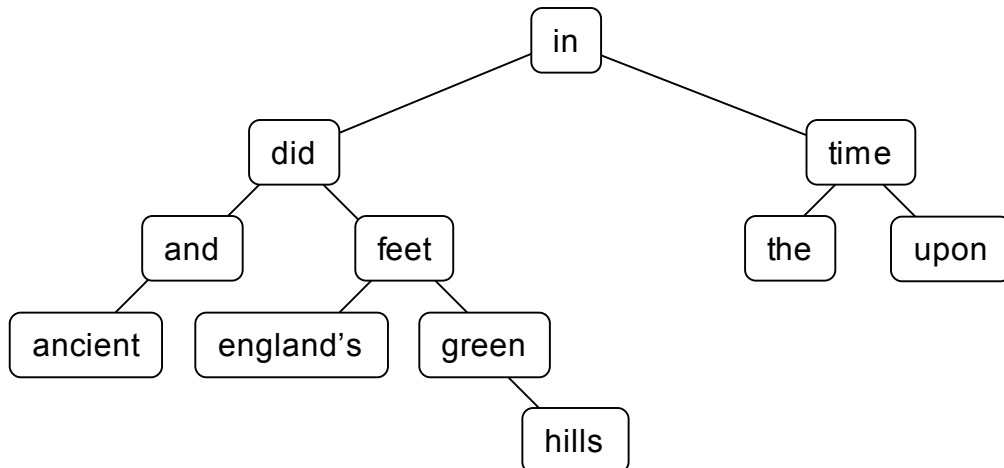 in
did time
and feet the upon
ancient england’s green
hills